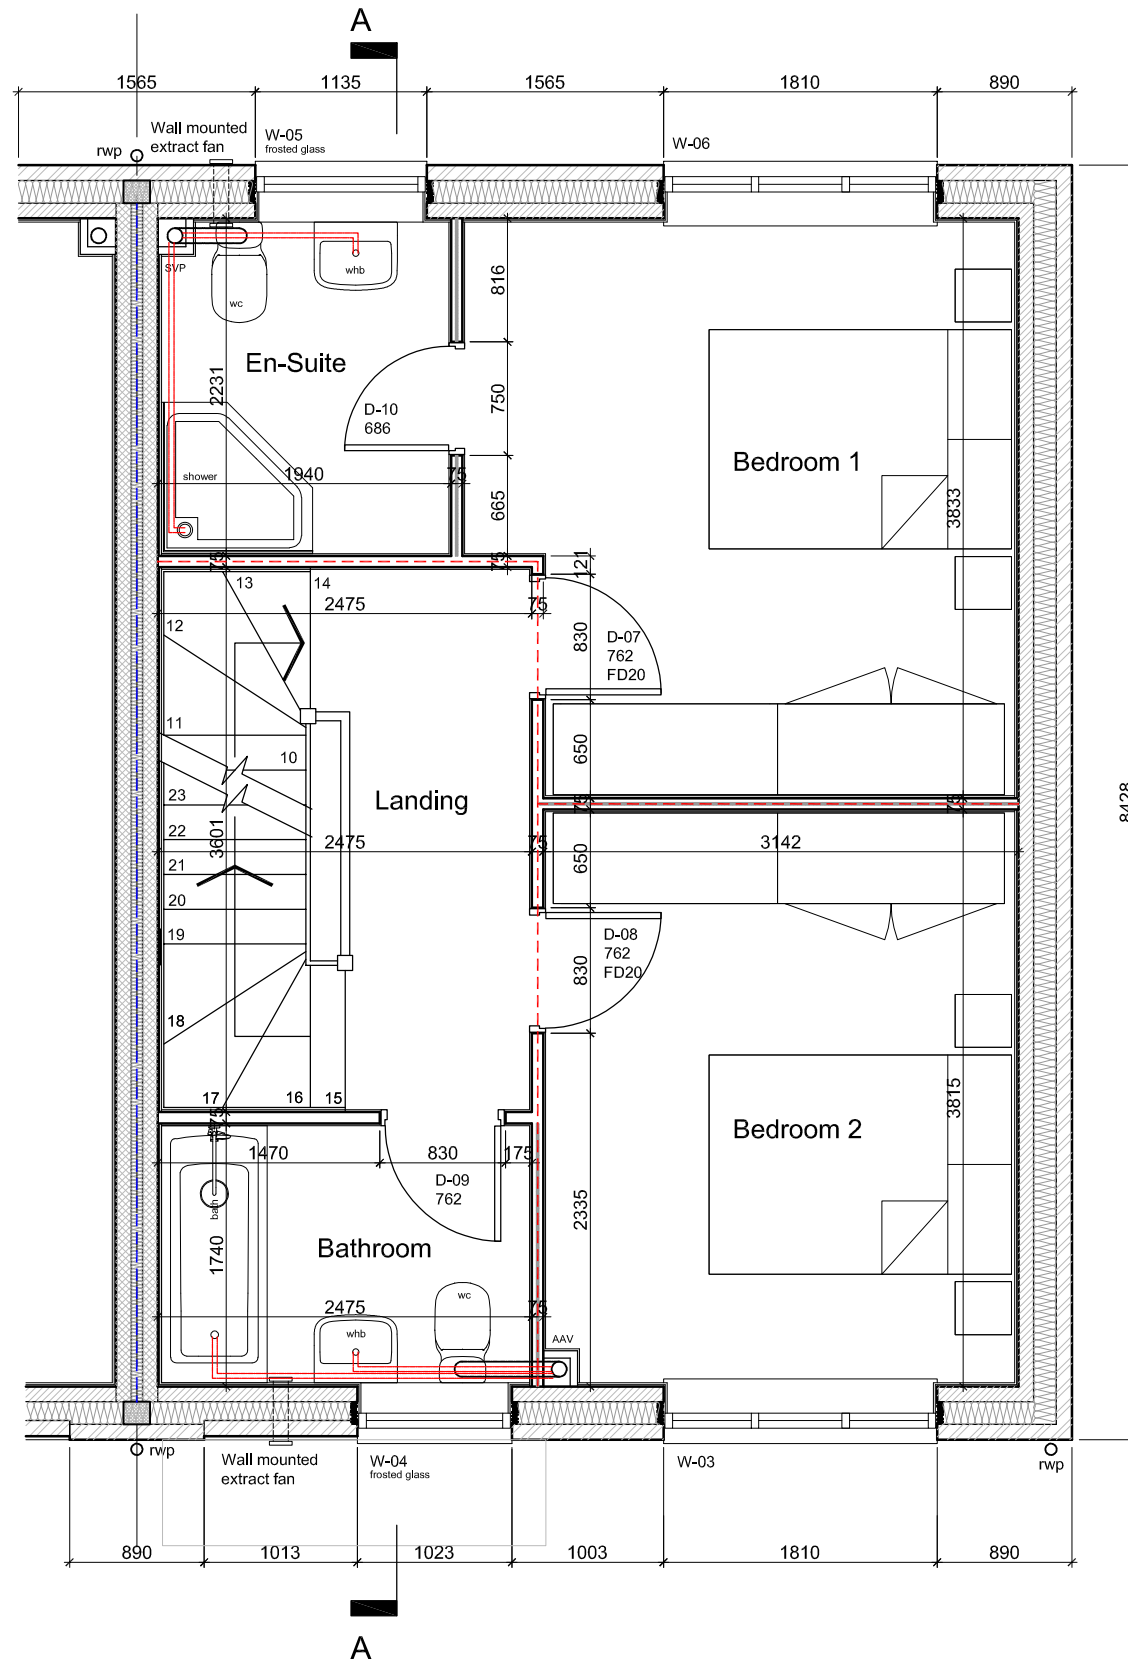 A
1565
1135
1565
1810
890
Wall mounted
extract fan
rwp
W-05
frosted glass
W-06
SVP
wc
whb
816
En-Suite
2231
D-10
686
750
Bedroom 1
shower
1940
75
665
3833
75
75
121
13
14
2475
75
12
830
D-07
762
FD20
11
10
650
Landing
23
75
75
8428
22
3601
2475
75
3142
21
650
20
19
D-08
762
FD20
830
18
17
16
15
75
3815
Bedroom 2
1470
830
175
D-09
762
bath
2335
1740
Bathroom
wc
2475
75
whb
AAV
rwp
Wall mounted
extract fan
W-04
frosted glass
W-03
rwp
890
1013
1023
1003
1810
890
A